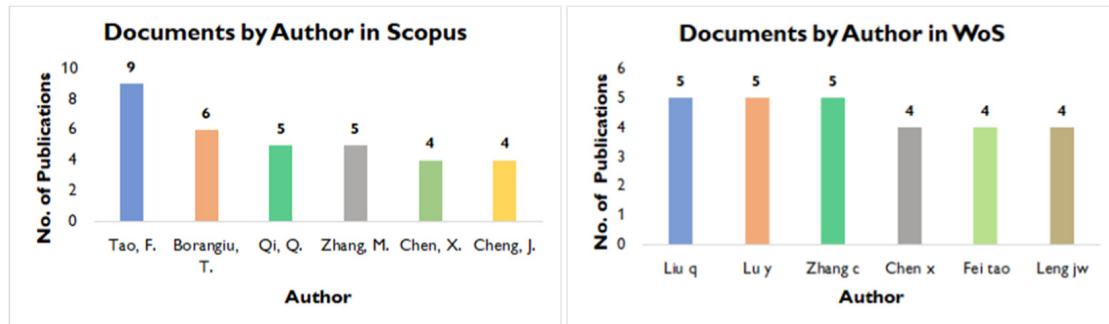 Documents by Author in Scopus
No. of Publications
10
8
6
4
2
0
9
6
5
5
4
4
Tao, F.
Borangiu,
T.
Qi, Q.
Zhang, M.
Chen, X.
Cheng, J.
Author
Documents by Author in WoS
No. of Publications
6
5
4
3
2
1
0
5
5
5
4
4
4
Liu q
Lu y
Zhang c
Chen x
Fei tao
Leng jw
Author